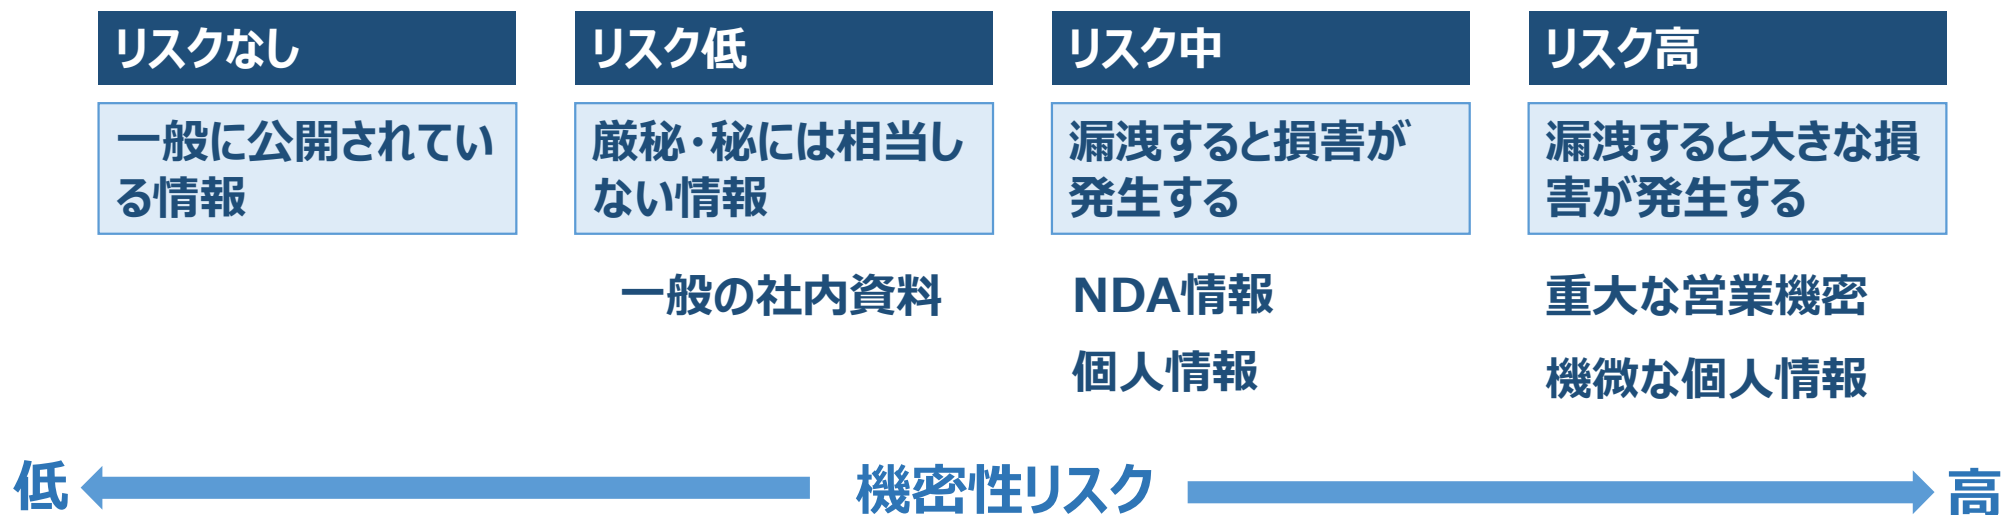 リスクなし
一般に公開されてい
る情報
リスク低
厳秘・秘には相当し
ない情報
一般の社内資料
リスク中
漏洩すると損害が
発生する
NDA情報
個人情報
リスク高
漏洩すると大きな損
害が発生する
重大な営業機密
機微な個人情報
低
機密性リスク
高